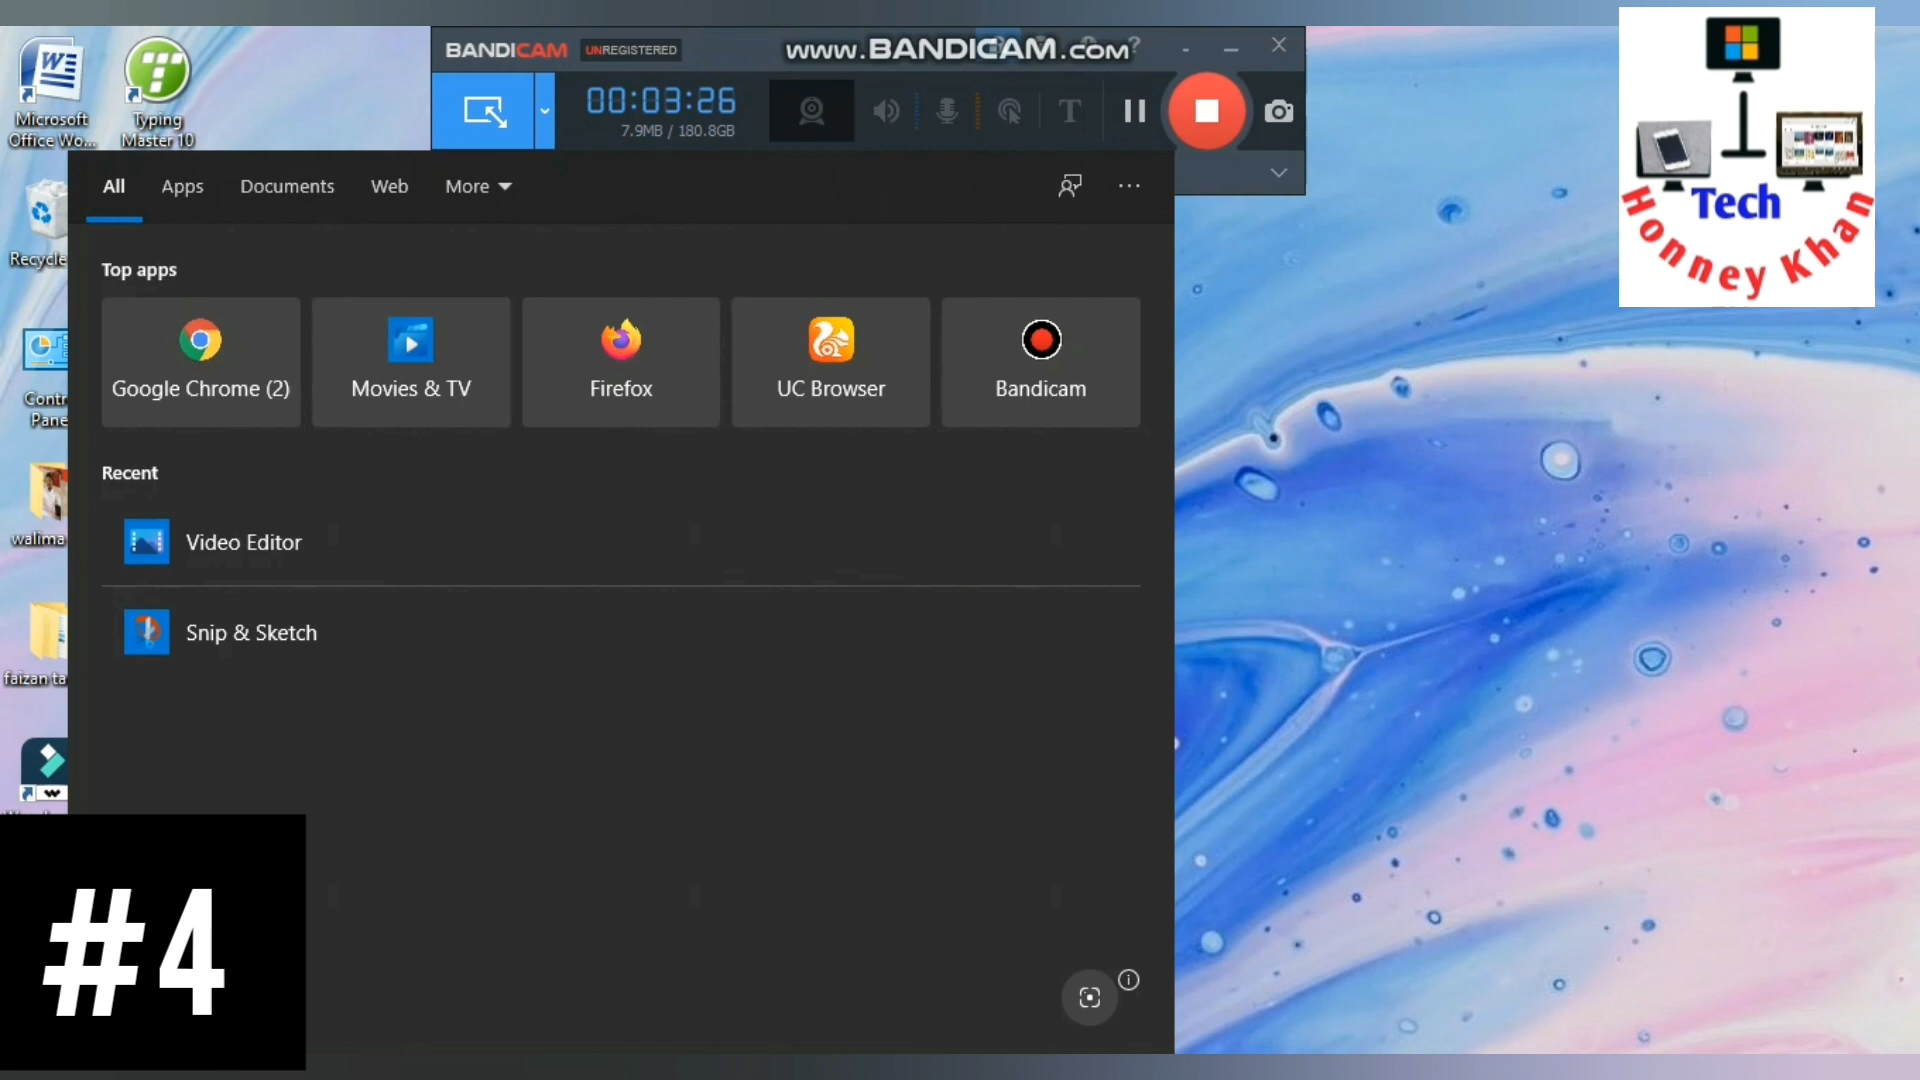 BANDICAM UNREGISTERED
www.BANDICAM.com
?
00:03:26
7.9MB / 180.8GB
T
Microsoft
Office Wo...
Typing
Master 10
Recycle
Contr
Pane
walima
faizan ta
All
Apps
Documents
Web
More
Top apps
Google Chrome (2)
Movies & TV
Firefox
UC Browser
Bandicam
Recent
Video Editor
Snip & Sketch
#4
Tech
Honney Khan